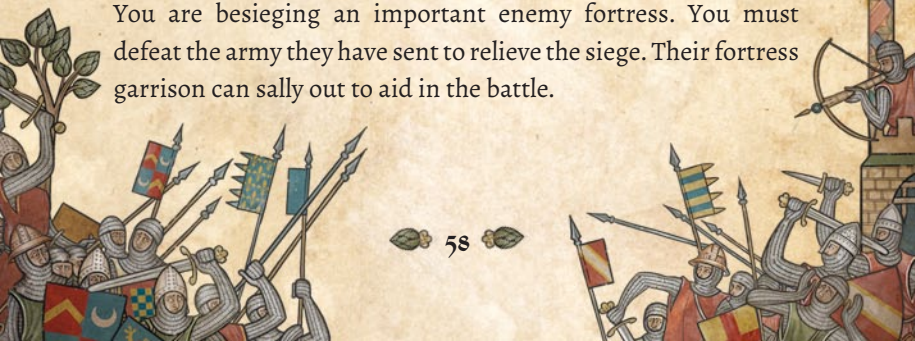 You are besieging an important enemy fortress. You must
defeat the army they have sent to relieve the siege. Their fortress
garrison can sally out to aid in the battle.
58